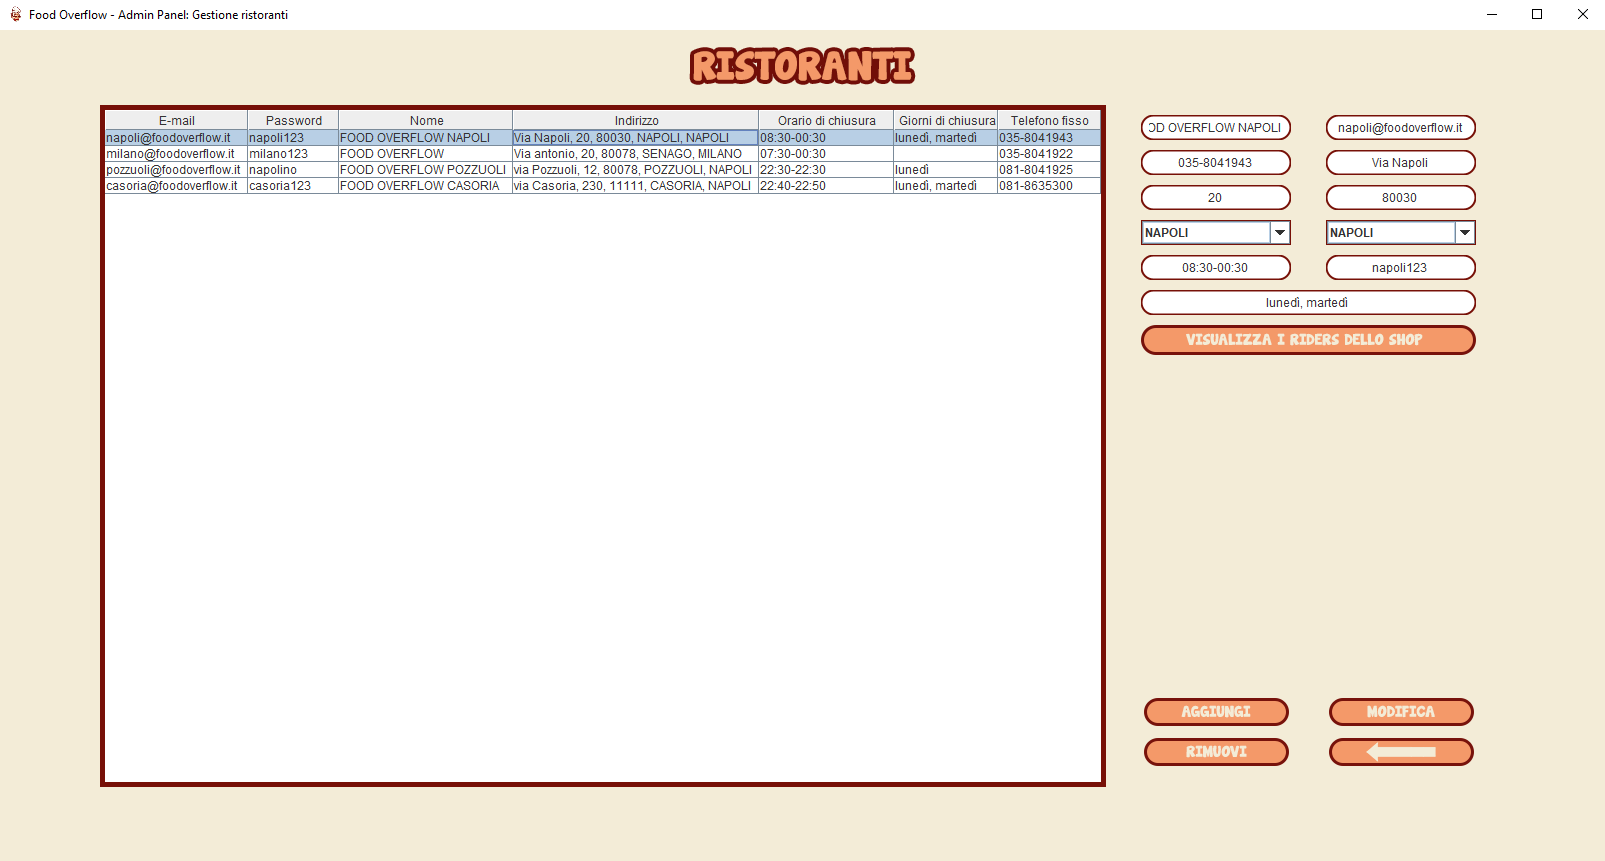 Food Overflow - Admin Panel: Gestione ristoranti
RISTORANTI
E-mail Password Nome Indirizzo Orario di chiusura Giorni di chiusura Telefono fisso
napoli@foodoverflow.it napoli123 FOOD OVERFLOW NAPOLI Via Napoli, 20, 80030, NAPOLI, NAPOLI 08:30-00:30 lunedì, martedì 035-8041943
milano@foodoverflow.it milano123 FOOD OVERFLOW Via antonio, 20, 80078, SENAGO, MILANO 07:30-00:30 035-8041922
pozzuoli@foodoverflow.it napolino FOOD OVERFLOW POZZUOLI via Pozzuoli, 12, 80078, POZZUOLI, NAPOLI 22:30-22:30 lunedì 081-8041925
casoria@foodoverflow.it casoria123 FOOD OVERFLOW CASORIA via Casoria, 230, 11111, CASORIA, NAPOLI 22:40-22:50 lunedì, martedì 081-8635300
OD OVERFLOW NAPOLI napoli@foodoverflow.it
035-8041943 Via Napoli
20 80030
NAPOLI NAPOLI
08:30-00:30 napoli123
lunedì, martedì
VISUALIZZA I RIDERS DELLO SHOP
AGGIUNGI MODIFICA
RIMUOVI